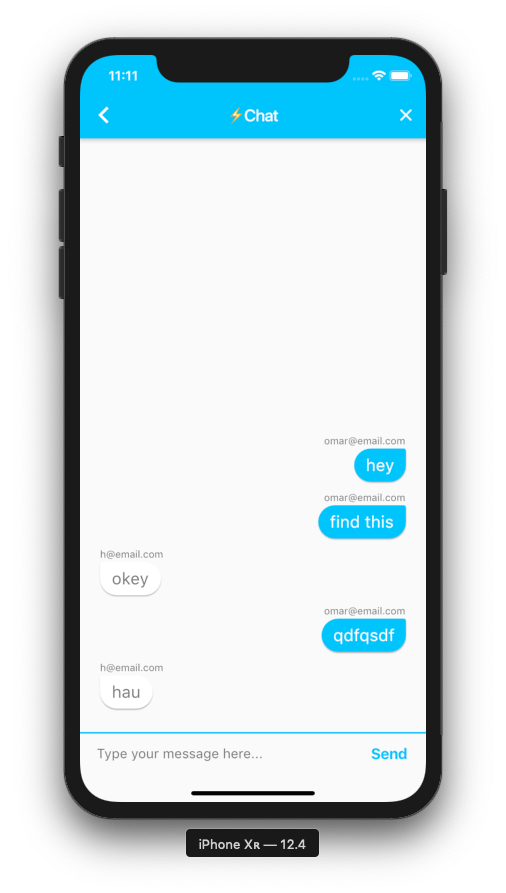 11:11
⚡Chat
omar@email.com
hey
omar@email.com
find this
h@email.com
okey
omar@email.com
qdfqsdf
h@email.com
hau
Type your message here...
Send
iPhone Xʀ — 12.4